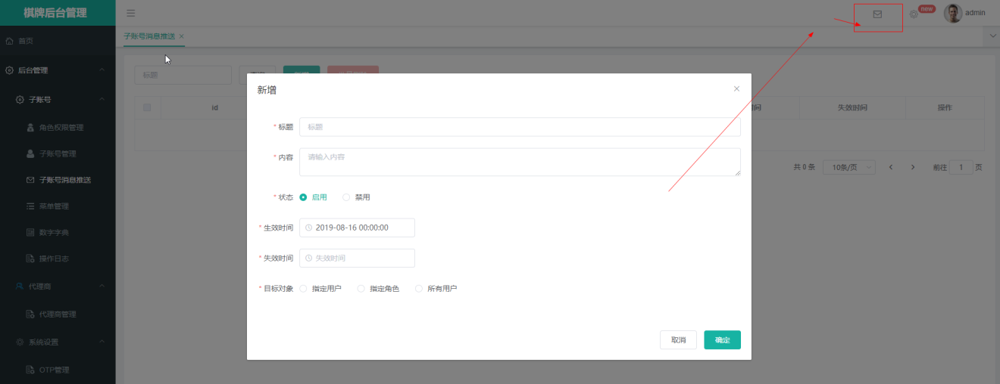 棋牌后台管理
new
admin
首页
子账号消息推送 ×
后台管理
标题
子账号
id
时间
失效时间
操作
角色权限管理
子账号管理
子账号消息推送
菜单管理
数字字典
操作日志
代理商
代理商管理
系统设置
OTP管理
共 0 条
10条/页
前往 1 页
新增
* 标题
标题
* 内容
请输入内容
* 状态
启用
禁用
* 生效时间
2019-08-16 00:00:00
* 失效时间
失效时间
* 目标对象
指定用户
指定角色
所有用户
取消
确定